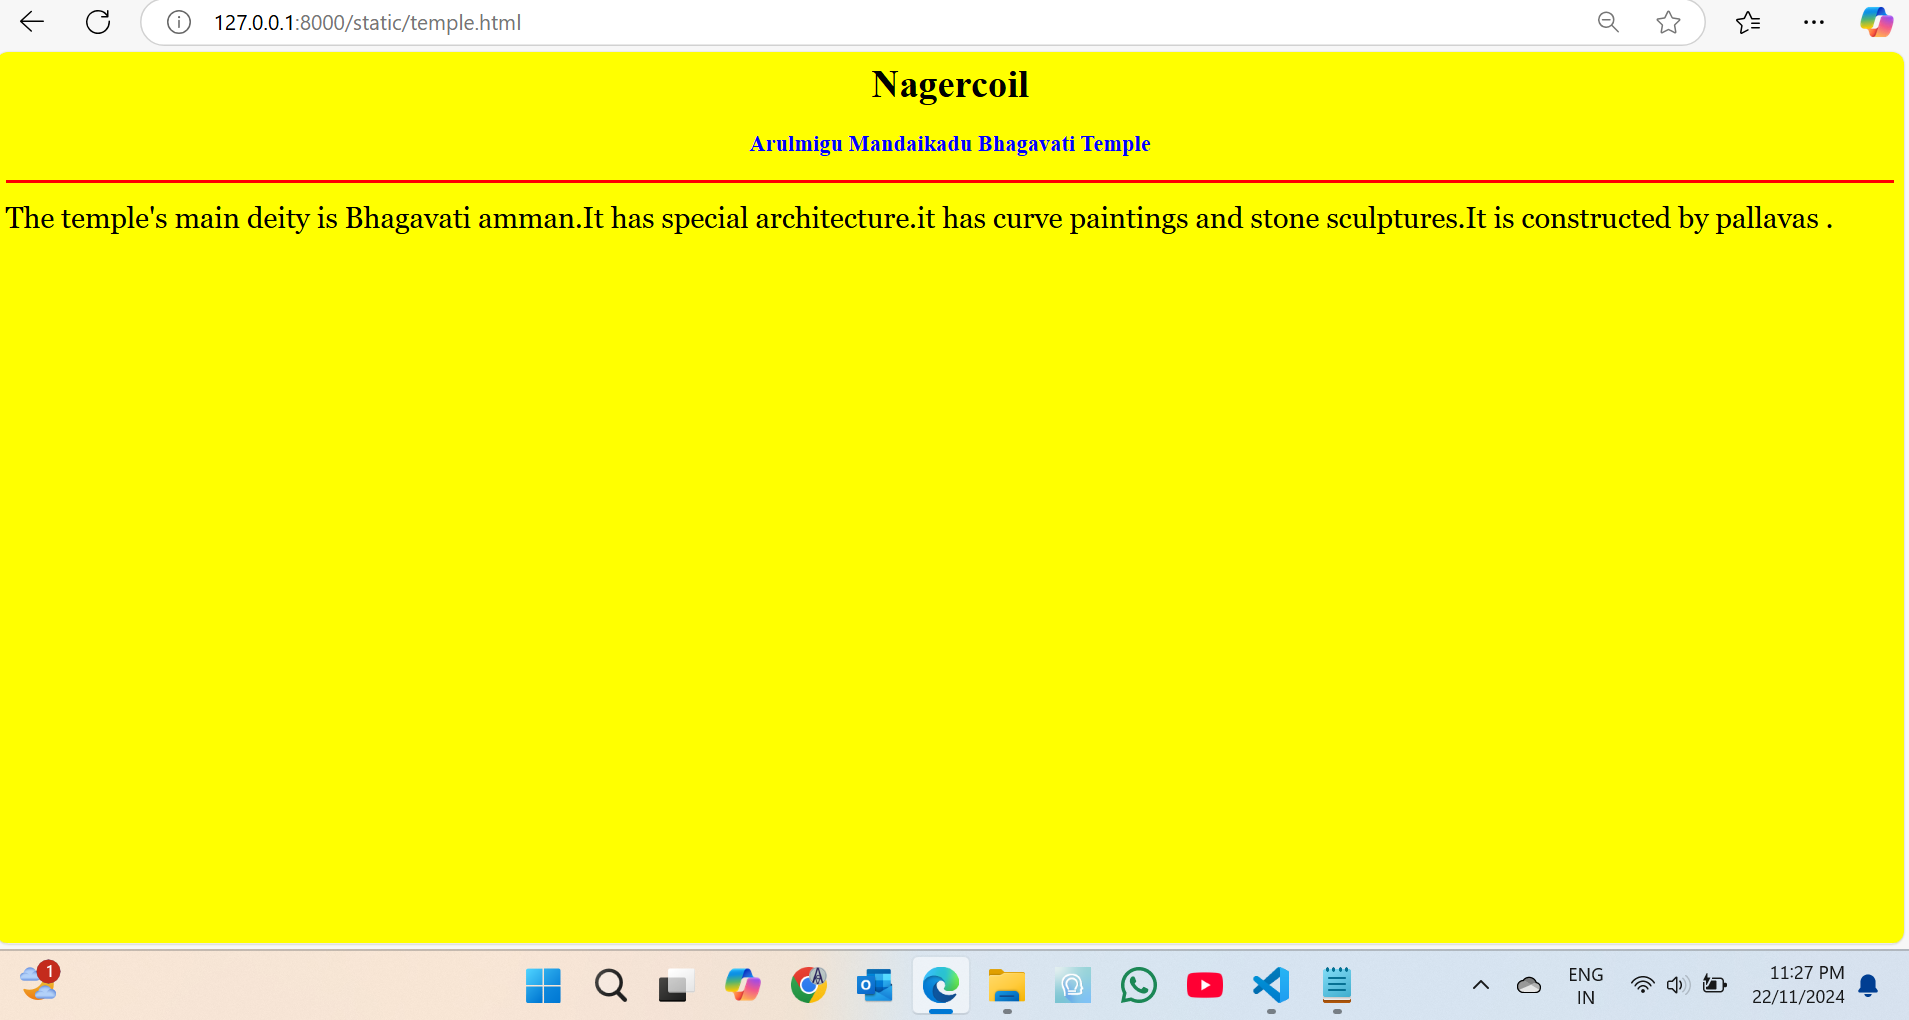 127.0.0.1:8000/static/temple.html
Nagercoil
Arulmigu Mandaikadu Bhagavati Temple
The temple's main deity is Bhagavati amman.It has special architecture.it has curve paintings and stone sculptures.It is constructed by pallavas .
1
ENG
IN
11:27 PM
22/11/2024